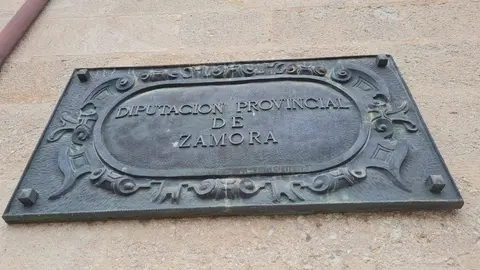 DIPUTACION PROVINCIAL
DE
ZAMORA